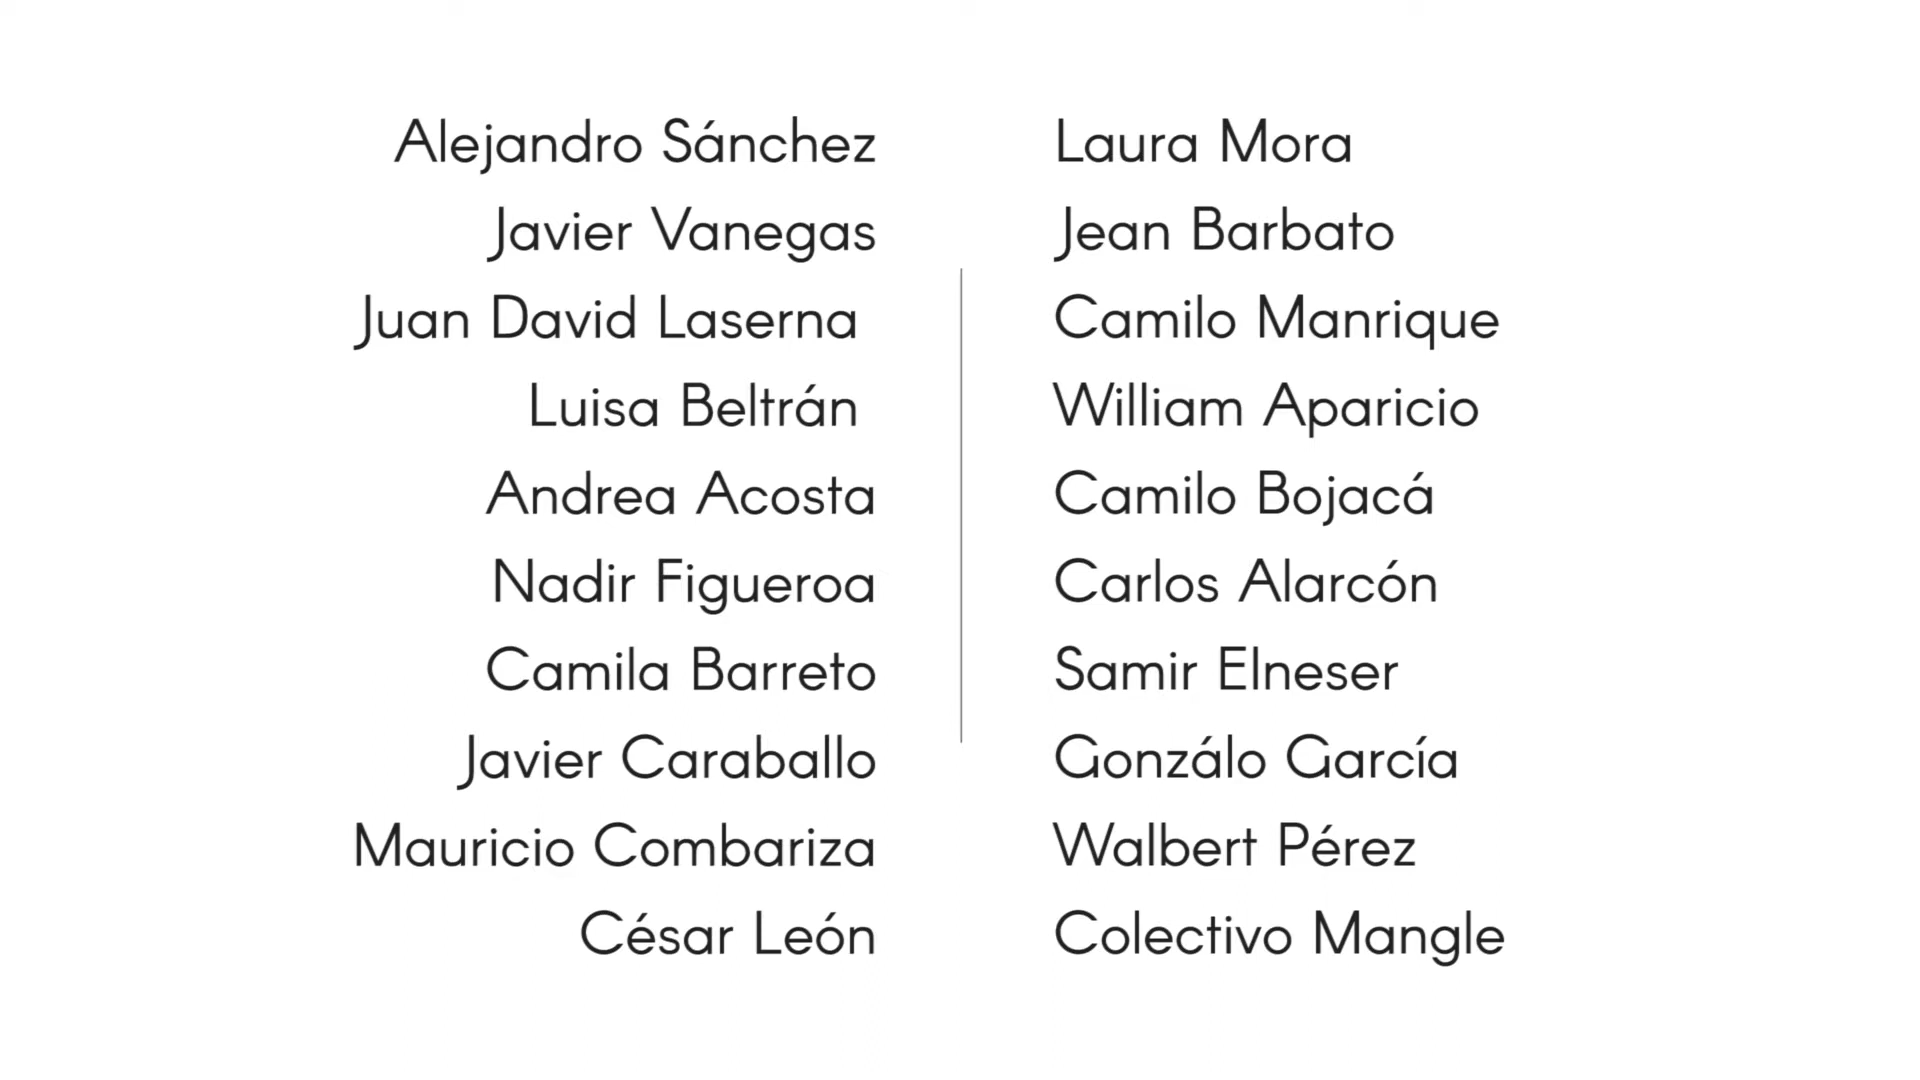 Alejandro Sánchez
Javier Vanegas
Juan David Laserna
Luisa Beltrán
Andrea Acosta
Nadir Figueroa
Camila Barreto
Javier Caraballo
Mauricio Combariza
César León
Laura Mora
Jean Barbato
Camilo Manrique
William Aparicio
Camilo Bojacá
Carlos Alarcón
Samir Elneser
Gonzálo García
Walbert Pérez
Colectivo Mangle